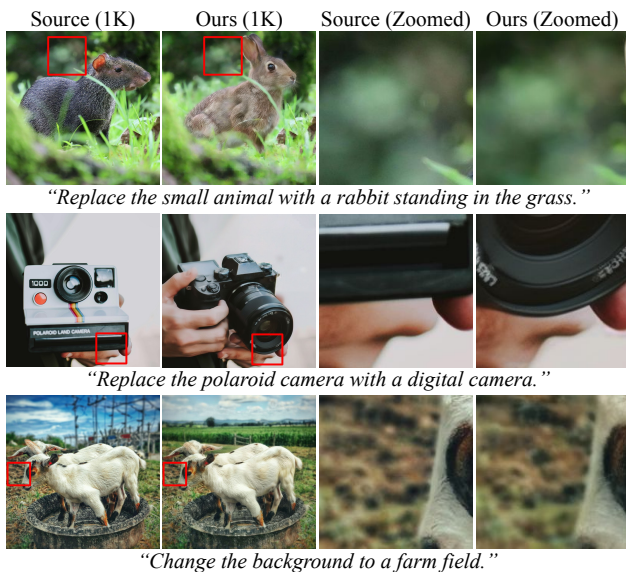 Source (1K) Ours (1K) Source (Zoomed) Ours (Zoomed)
“Replace the small animal with a rabbit standing in the grass.”
1000
POLAROID LAND CAMERA
“Replace the polaroid camera with a digital camera.”
“Change the background to a farm field.”